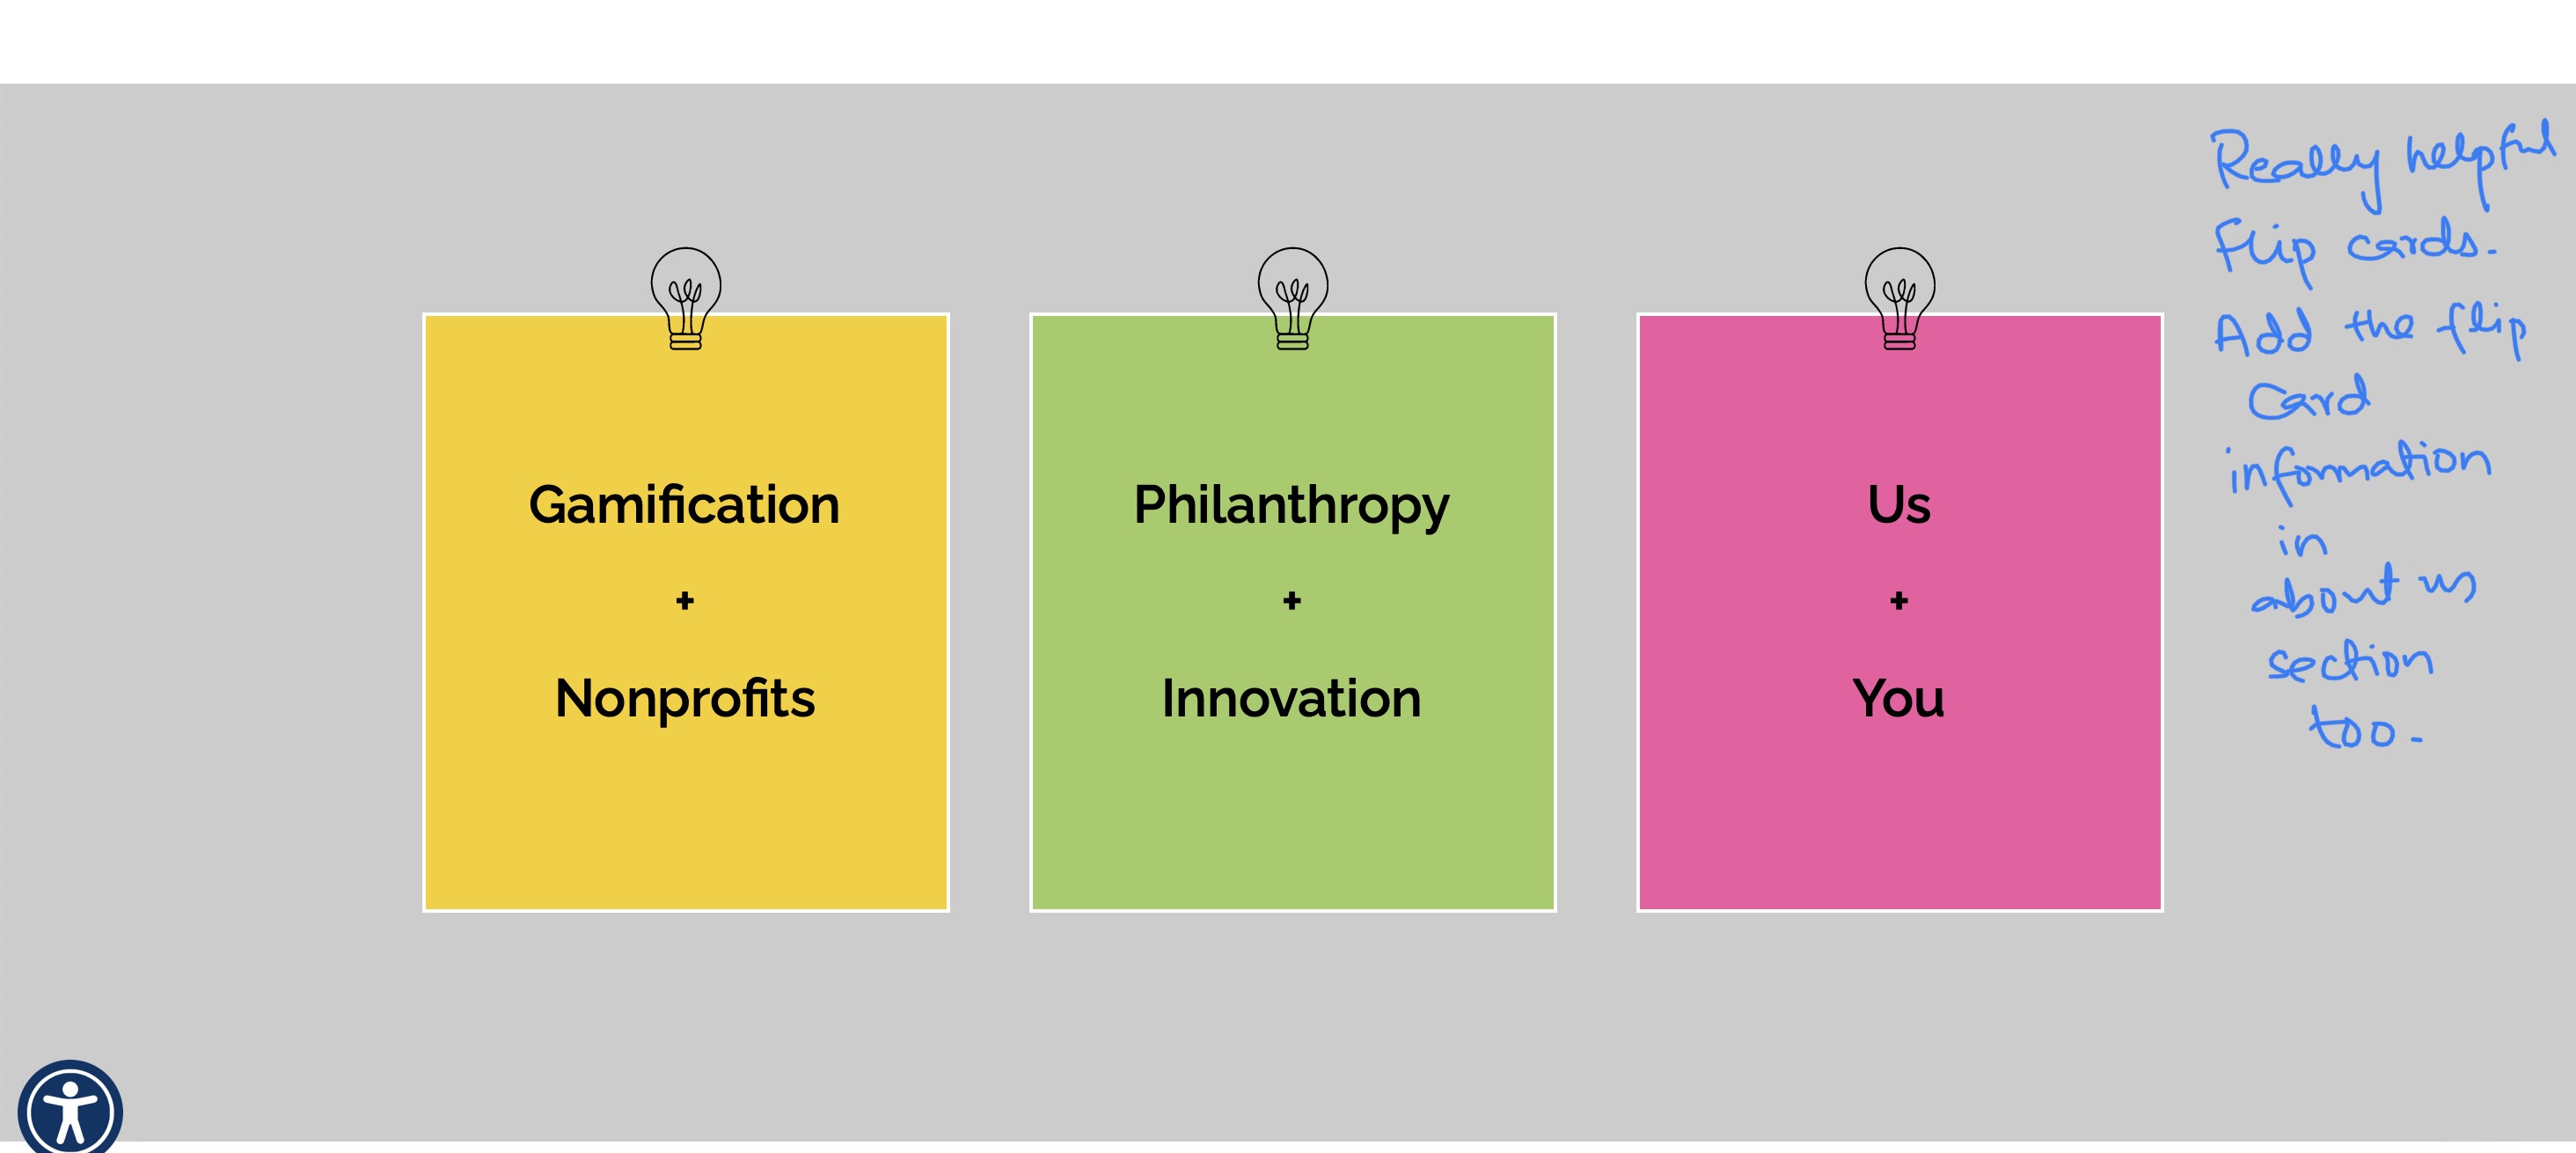 Gamification
+
Nonprofits
Philanthropy
+
Innovation
Us
+
You
Really helpful
Flip cards.
Add the flip
Card
information
in
about us
section
too.